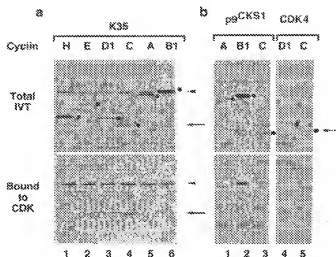 a b
K35 p9CKS1 CDK4
Cyclin H E D1 C A B1 A B1 C D1 C
Total
IVT
Bound
to
CDK
1 2 3 4 5 6 1 2 3 4 5